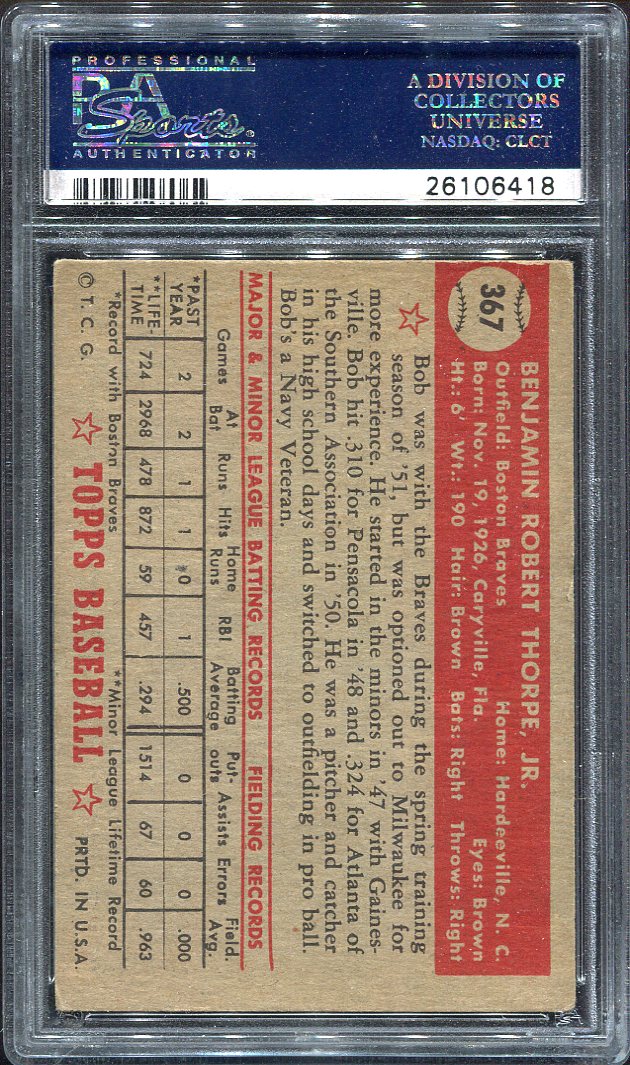 PROFESSIONAL
PSA
Sports
AUTHENTICATOR
A DIVISION OF
COLLECTORS
UNIVERSE
NASDAQ: CLCT
26106418
367
BENJAMIN ROBERT THORPE, JR.
Outfield: Boston Braves Home: Hardeeville, N. C.
Born: Nov. 19, 1926, Caryville, Fla. Eyes: Brown
Ht.: 6' Wt.: 190 Hair: Brown Bats: Right Throws: Right
Bob was with the Braves during the spring training
season of '51, but was optioned out to Milwaukee for
more experience. He started in the minors in '47 with Gaines-
ville. Bob hit .310 for Pensacola in '48 and .324 for Atlanta of
the Southern Association in '50. He was a pitcher and catcher
in his high school days and switched to outfielding in pro ball.
Bob's a Navy Veteran.
MAJOR & MINOR LEAGUE BATTING RECORDS FIELDING RECORDS
Games At Bat Runs Hits Home Runs RBI Batting Average Put-outs Assists Errors Field. Avg.
*PAST YEAR 2 2 1 1 0 1 .500 0 0 0 .000
**LIFE-TIME 724 2968 478 872 59 457 .294 1514 67 60 .963
*Record with Boston Braves **Minor League Lifetime Record
© T. C. G. TOPPS BASEBALL PRTD. IN U.S.A.